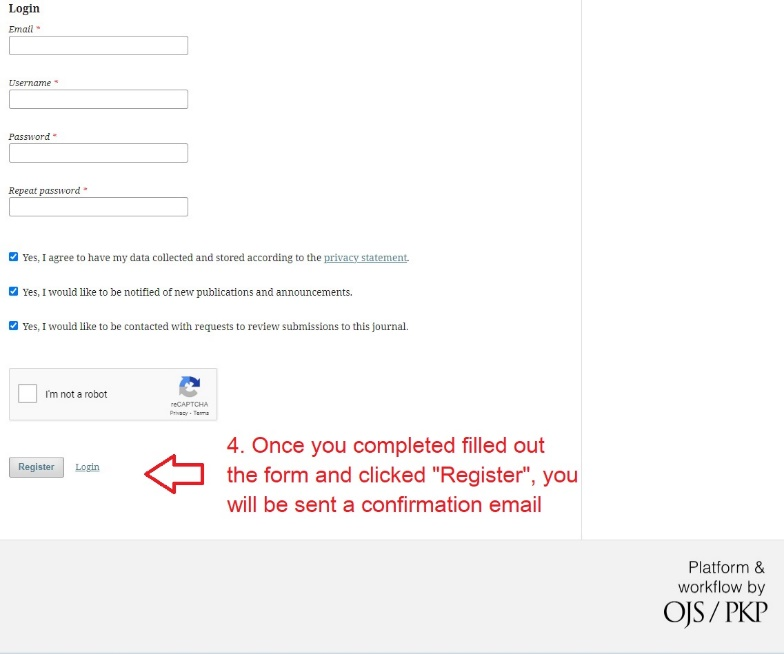 Login
Email *
Username *
Password *
Repeat password *
Yes, I agree to have my data collected and stored according to the privacy statement.
Yes, I would like to be notified of new publications and announcements.
Yes, I would like to be contacted with requests to review submissions to this journal.
I'm not a robot
reCAPTCHA
Privacy - Terms
Register Login
4. Once you completed filled out
the form and clicked "Register", you
will be sent a confirmation email
Platform &
workflow by
OJS / PKP